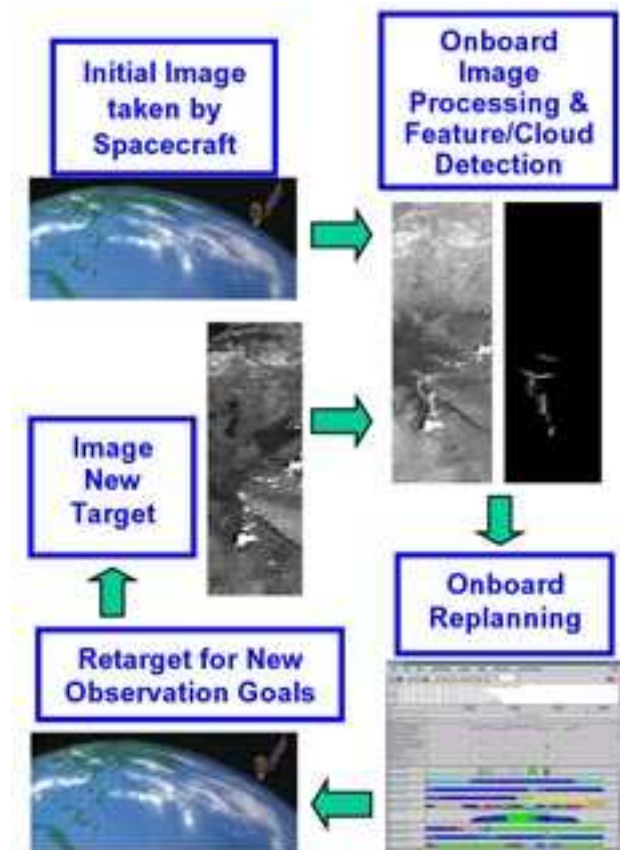 Initial Image
taken by
Spacecraft
Onboard
Image
Processing &
Feature/Cloud
Detection
Image
New
Target
Onboard
Replanning
Retarget for New
Observation Goals